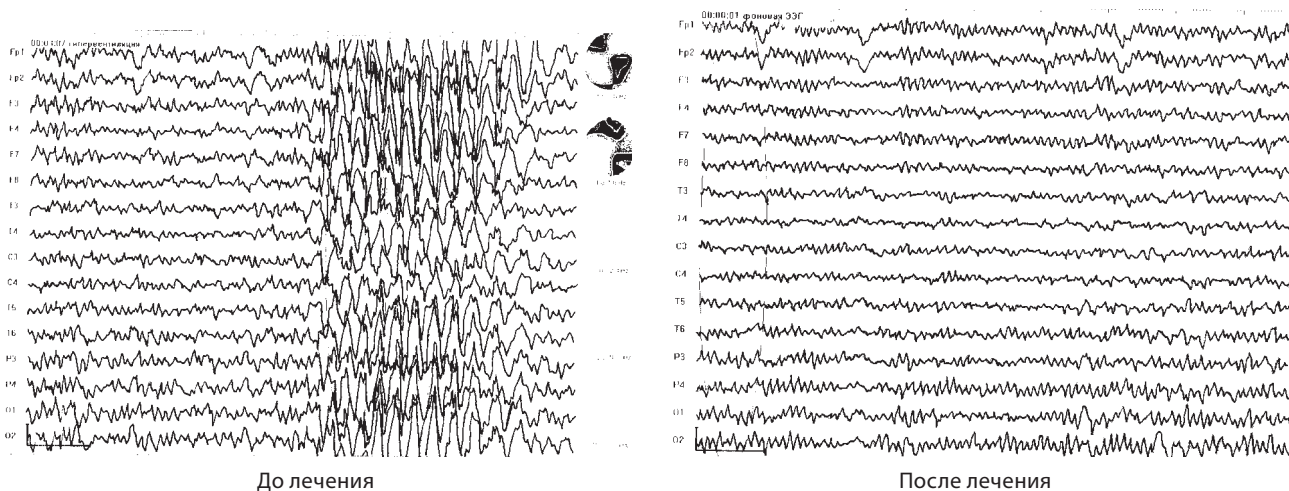 00:03:07 гипервентиляция
Fp1
Fp2
F3
F4
F7
F8
T3
T4
C3
C4
T5
T6
P3
P4
O1
O2
До лечения
00:00:01 фоновая ЭЭГ
Fp1
Fp2
F3
F4
F7
F8
T3
T4
C3
C4
T5
T6
P3
P4
O1
O2
После лечения